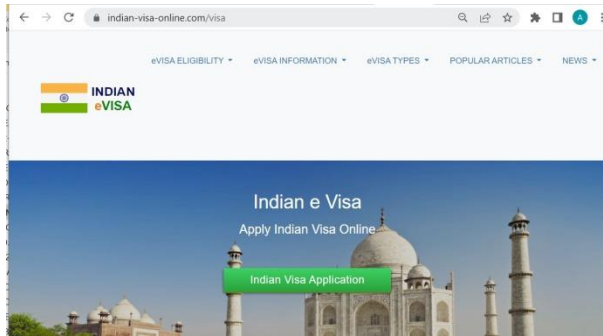 indian-visa-online.com/visa
A
eVISA ELIGIBILITY eVISA INFORMATION eVISA TYPES POPULAR ARTICLES NEWS
INDIAN
eVISA
Indian e Visa
Apply Indian Visa Online
Indian Visa Application